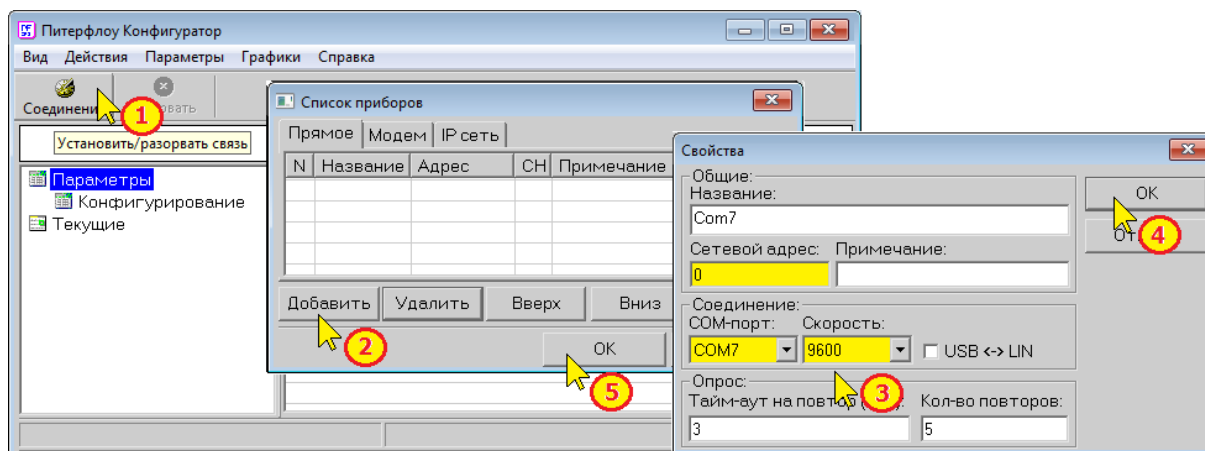 Питерфлоу Конфигуратор
Вид Действия Параметры Графики Справка
Соединени
1
Установить/разорвать связь
Параметры
Конфигурирование
Текущие
Список приборов
Прямое Модем IP сеть
N Название Адрес СН Примечание
Добавить Удалить Вверх Вниз
2
OK
5
Свойства
Общие:
Название:
Com7
Сетевой адрес: Примечание:
0
Соединение:
COM-порт: Скорость:
COM7 9600 USB <-> LIN
3
Опрос:
Тайм-аут на повтор Кол-во повторов:
3 5
OK
4